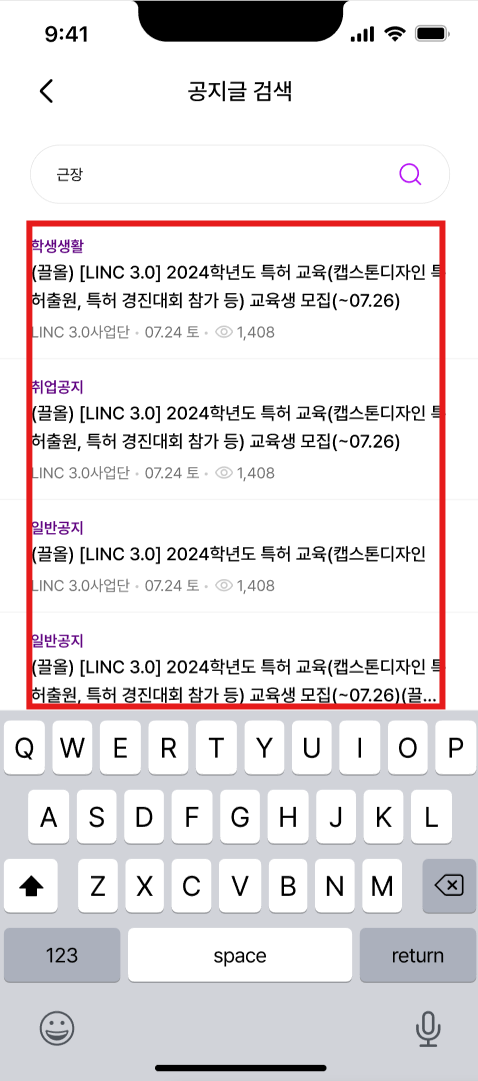 9:41
공지글 검색
근장
학생생활
(끌올) [LINC 3.0] 2024학년도 특허 교육(캡스톤디자인 특
허출원, 특허 경진대회 참가 등) 교육생 모집(~07.26)
LINC 3.0사업단 • 07.24 토 • 1,408
취업공지
(끌올) [LINC 3.0] 2024학년도 특허 교육(캡스톤디자인 특
허출원, 특허 경진대회 참가 등) 교육생 모집(~07.26)
LINC 3.0사업단 • 07.24 토 • 1,408
일반공지
(끌올) [LINC 3.0] 2024학년도 특허 교육(캡스톤디자인
LINC 3.0사업단 • 07.24 토 • 1,408
일반공지
(끌올) [LINC 3.0] 2024학년도 특허 교육(캡스톤디자인 특
허출원, 특허 경진대회 참가 등) 교육생 모집(~07.26)(끌...
Q W E R T Y U I O P
A S D F G H J K L
Z X C V B N M
123 space return